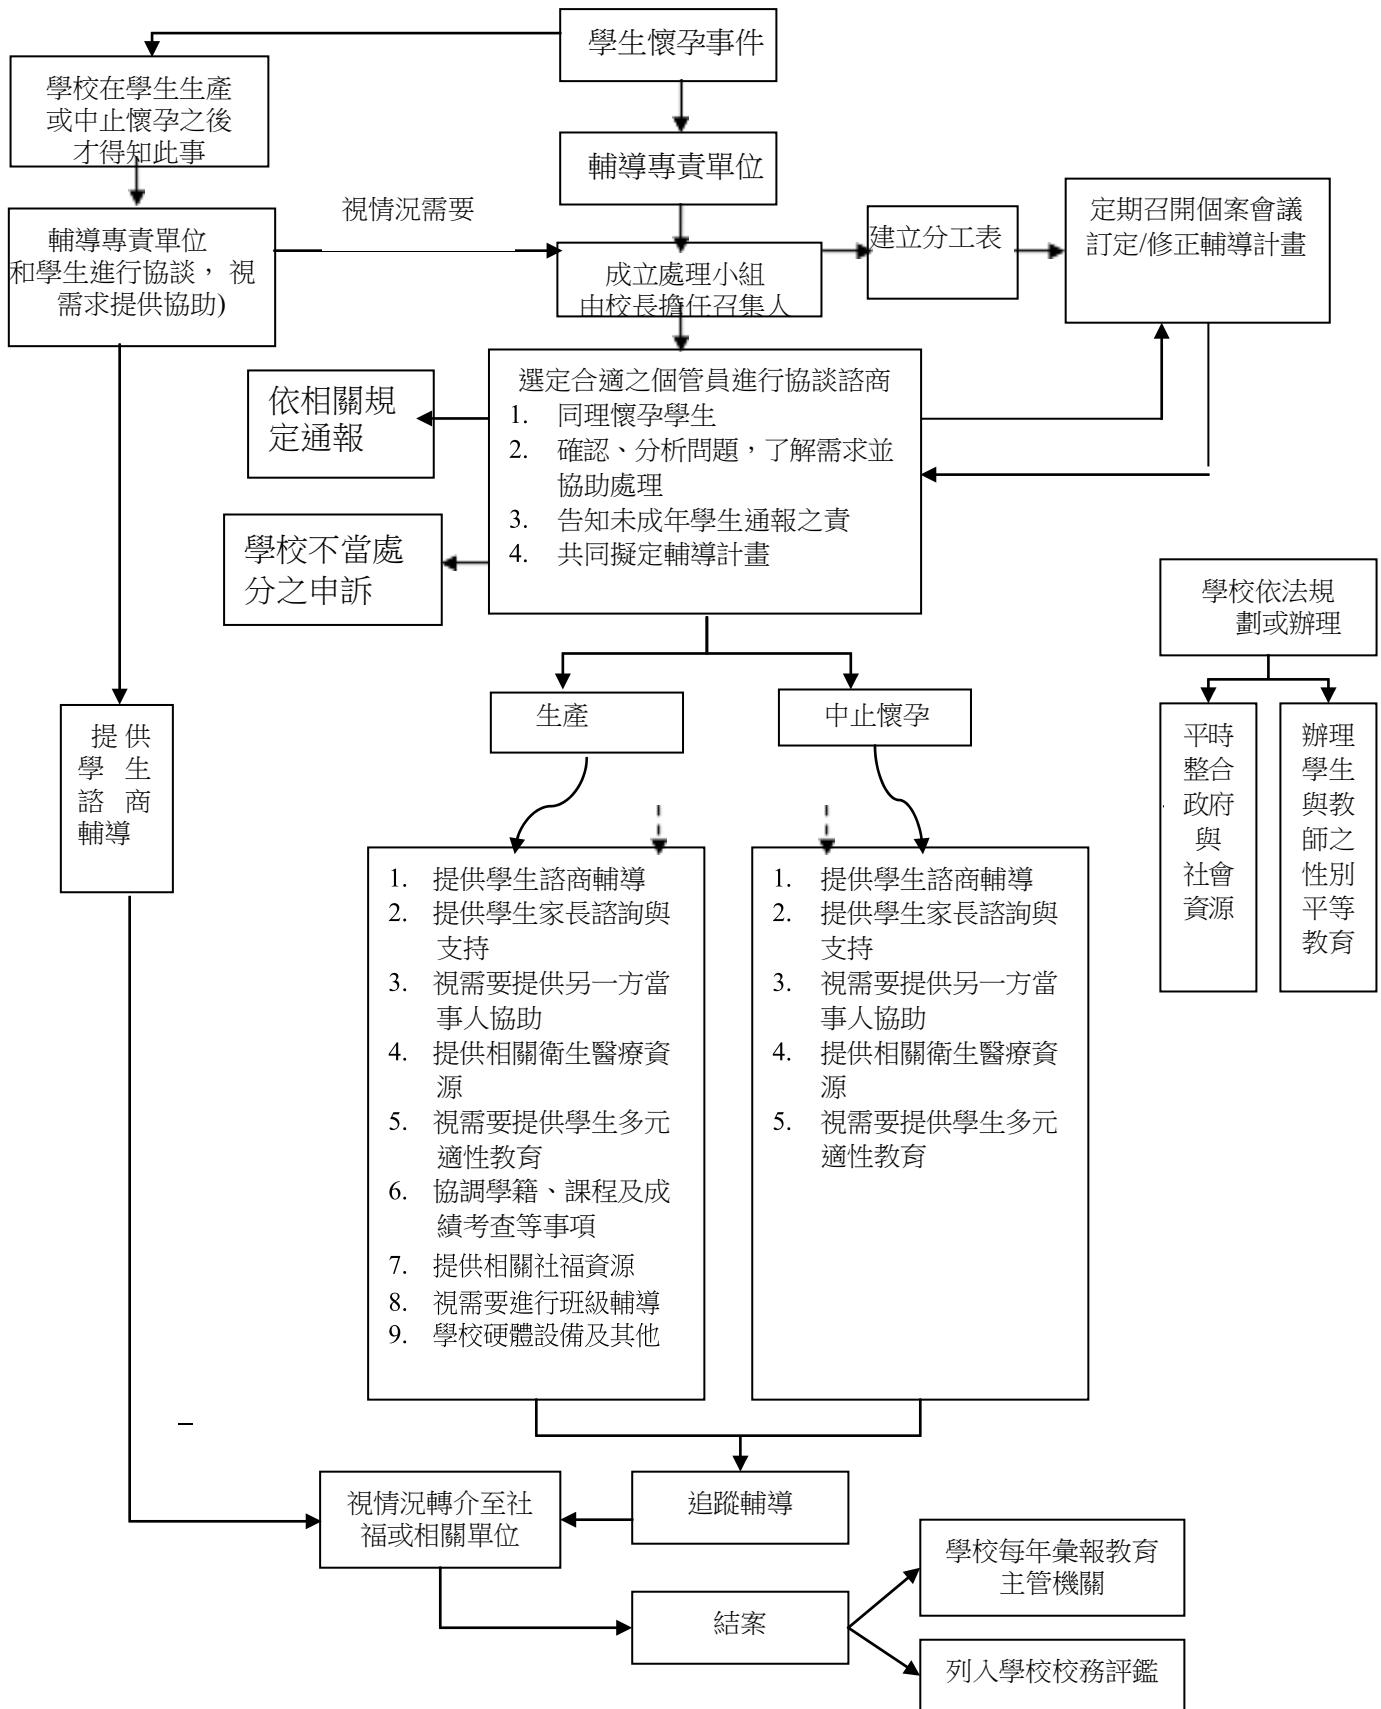 學生懷孕事件
學校在學生生產
或中止懷孕之後
才得知此事
輔導專責單位
輔導專責單位
和學生進行協談， 視
需求提供協助)
視情況需要
成立處理小組
由校長擔任召集人
建立分工表
定期召開個案會議
訂定/修正輔導計畫
選定合適之個管員進行協談諮商
1. 同理懷孕學生
2. 確認、分析問題，了解需求並
協助處理
3. 告知未成年學生通報之責
4. 共同擬定輔導計畫
依相關規
定通報
學校不當處
分之申訴
學校依法規
劃或辦理
平時
整合
政府
與
社會
資源
辦理
學生
與教
師之
性別
平等
教育
生產
中止懷孕
提 供
學 生
諮 商
輔導
1. 提供學生諮商輔導
2. 提供學生家長諮詢與
支持
3. 視需要提供另一方當
事人協助
4. 提供相關衛生醫療資
源
5. 視需要提供學生多元
適性教育
6. 協調學籍、課程及成
績考查等事項
7. 提供相關社福資源
8. 視需要進行班級輔導
9. 學校硬體設備及其他
1. 提供學生諮商輔導
2. 提供學生家長諮詢與
支持
3. 視需要提供另一方當
事人協助
4. 提供相關衛生醫療資
源
5. 視需要提供學生多元
適性教育
追蹤輔導
視情況轉介至社
福或相關單位
結案
學校每年彙報教育
主管機關
列入學校校務評鑑